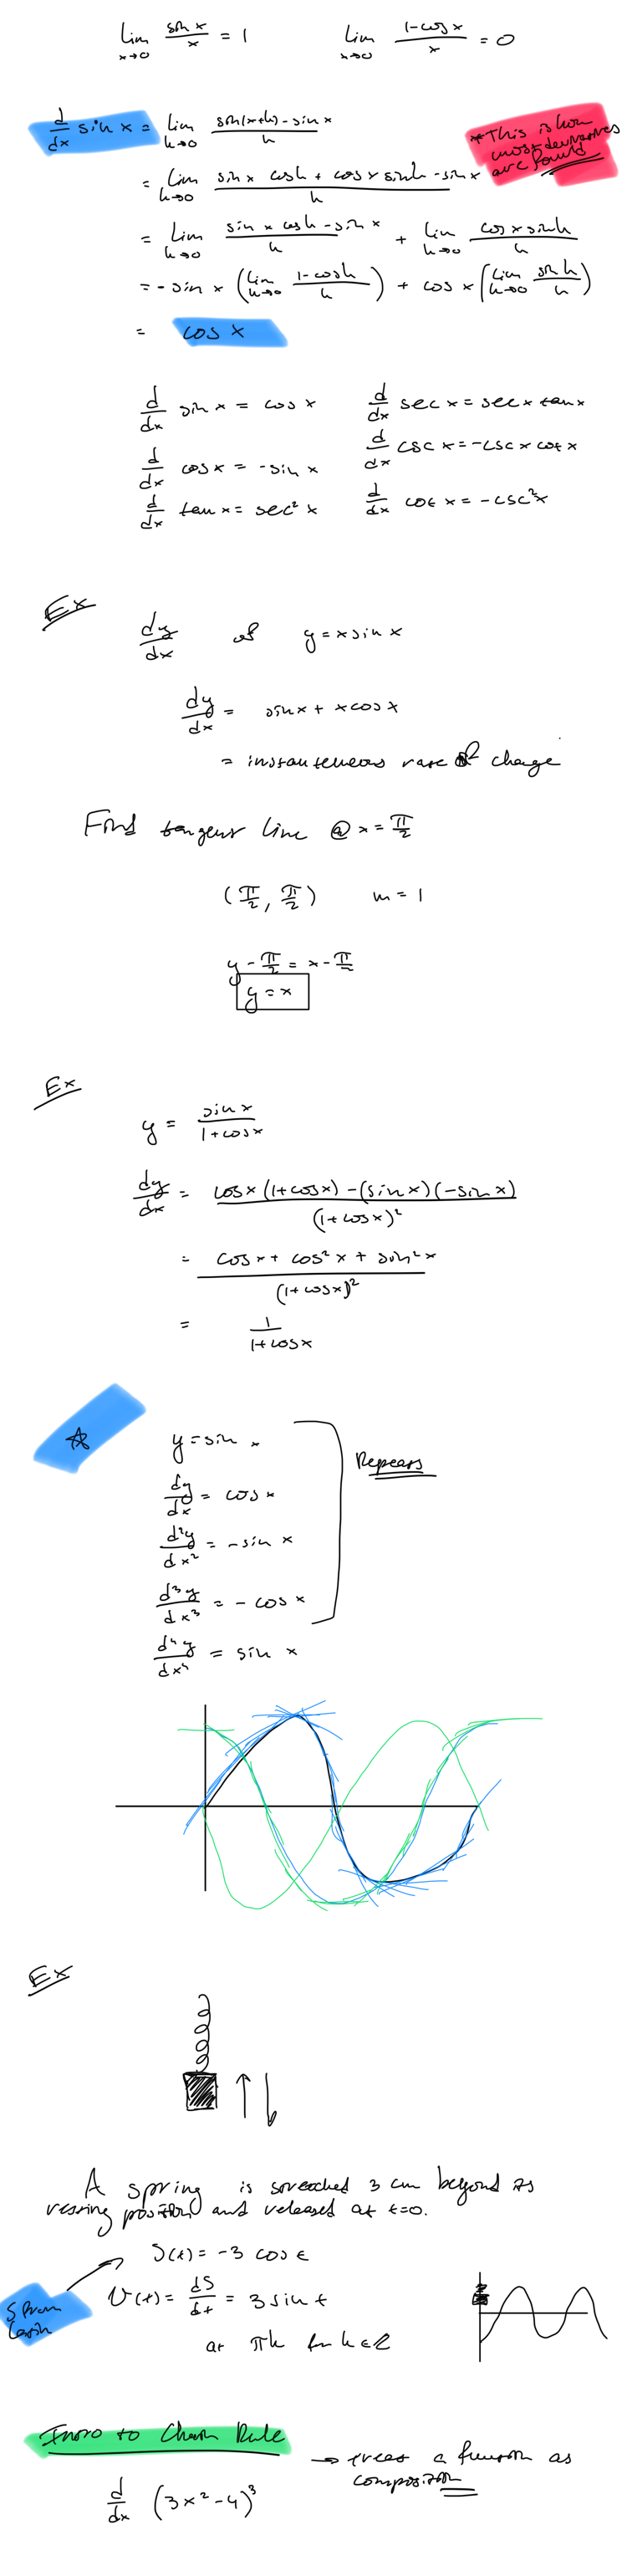 lim x→0 sin x / x = 1    lim x→0 1-cos x / x = 0
d/dx sin x = lim h→0 sin(x+h) - sin x / h
* This is how
most derivatives
are found
= lim h→0 sin x cosh + cos x sinh - sin x / h
= lim h→0 sin x cosh - sin x / h + lim h→0 cos x sinh / h
= - sin x (lim h→0 1-cosh / h) + cos x (lim h→0 sin h / h)
= cos x
d/dx sin x = cos x    d/dx sec x = sec x tan x
d/dx cos x = -sin x    d/dx csc x = -csc x cot x
d/dx tan x = sec² x    d/dx cot x = -csc² x
Ex
dy/dx of y = x sin x
dy/dx = sin x + x cos x
= instantaneous rate of change
Find tangent line @ x = π/2
(π/2, π/2)    m = 1
y - π/2 = x - π/2
y = x
Ex
y = sin x / 1 + cos x
dy/dx = cos x (1 + cos x) - (sin x)(-sin x) / (1 + cos x)²
= cos x + cos² x + sin² x / (1 + cos x)²
= 1 / 1 + cos x
y = sin x
Repeats
dy/dx = cos x
d²y/dx² = - sin x
d³y/dx³ = - cos x
d⁴y/dx⁴ = sin x
Ex
A spring is stretched 3 cm beyond its
resting position and released at t=0.
S(t) = -3 cos t
V(t) = dS/dt = 3 sin t
at πk for k ∈ ℤ
Intro to Chain Rule
→ treat a function as
composition
d/dx (3x² - 4)³